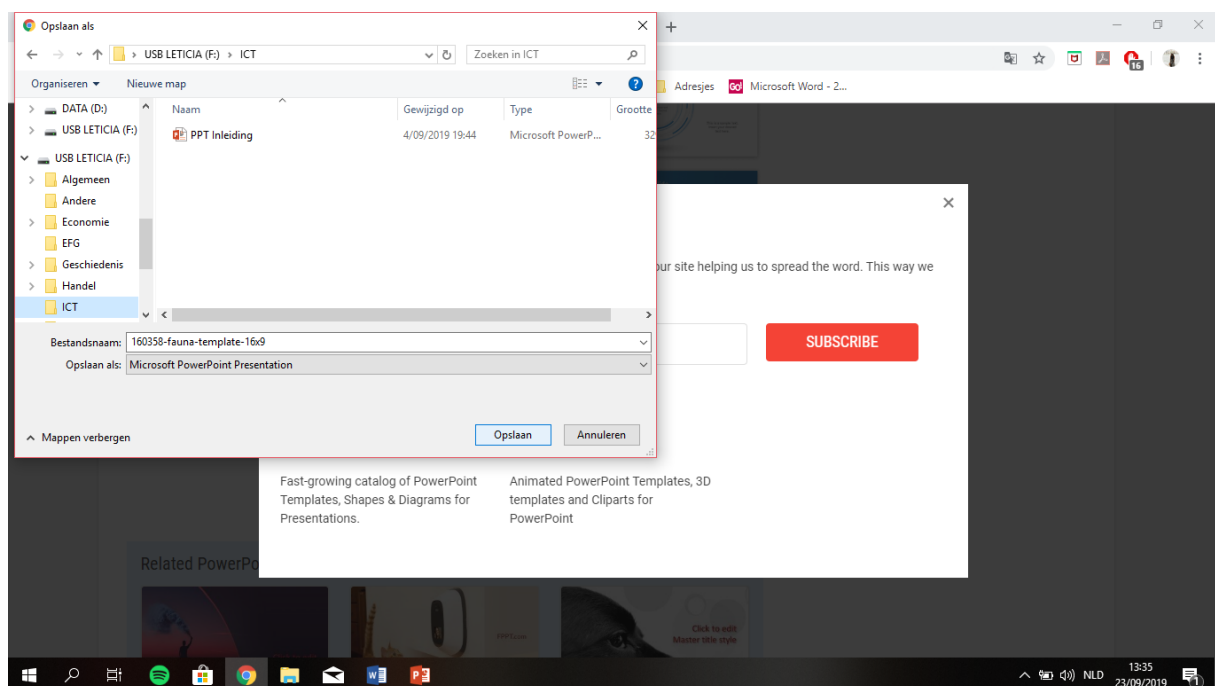 Opslaan als
USB LETICIA (F:) › ICT
Zoeken in ICT
Organiseren
Nieuwe map
Adresjes
GO!
Microsoft Word - 2...
16
DATA (D:)
USB LETICIA (F:)
USB LETICIA (F:)
Algemeen
Andere
Economie
EFG
Geschiedenis
Handel
ICT
Naam
Gewijzigd op
Type
Grootte
PPT Inleiding
4/09/2019 19:44
Microsoft PowerP...
32
Bestandsnaam:
160358-fauna-template-16x9
Opslaan als:
Microsoft PowerPoint Presentation
Mappen verbergen
Opslaan
Annuleren
our site helping us to spread the word. This way we
SUBSCRIBE
Fast-growing catalog of PowerPoint
Templates, Shapes & Diagrams for
Presentations.
Animated PowerPoint Templates, 3D
templates and Cliparts for
PowerPoint
Related PowerPo
Click to edit
Master title style
NLD
13:35
23/09/2019
1